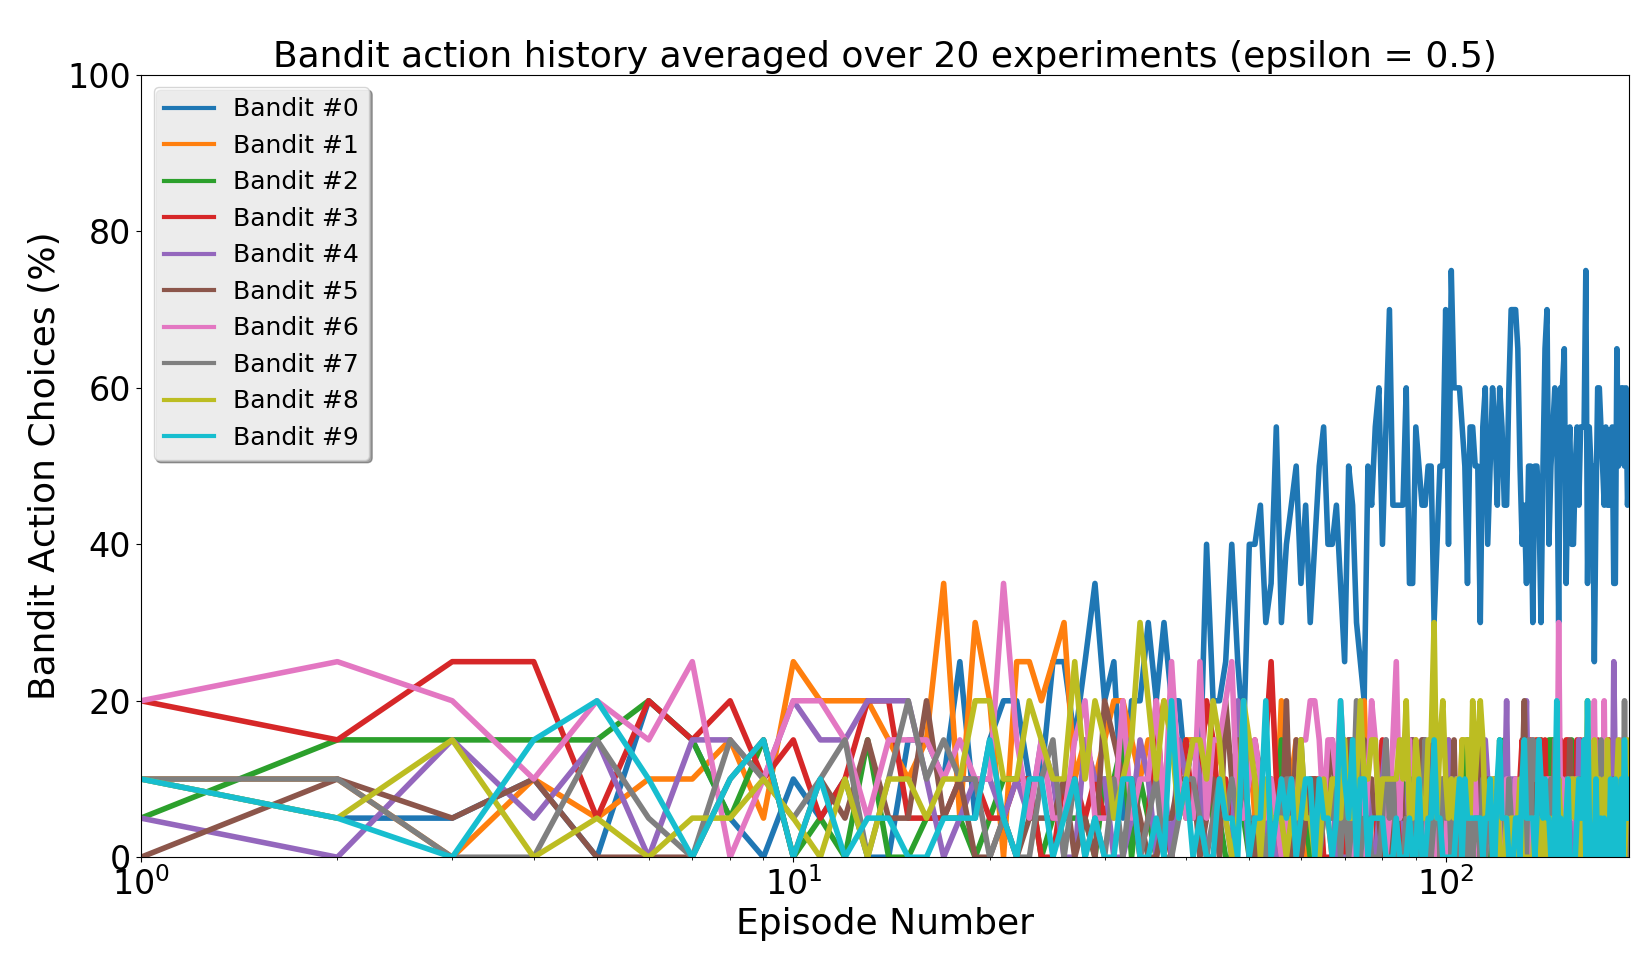 Bandit action history averaged over 20 experiments (epsilon = 0.5)
100
80
60
40
20
0
Bandit Action Choices (%)
Bandit #0
Bandit #1
Bandit #2
Bandit #3
Bandit #4
Bandit #5
Bandit #6
Bandit #7
Bandit #8
Bandit #9
10⁰
10¹
10²
Episode Number